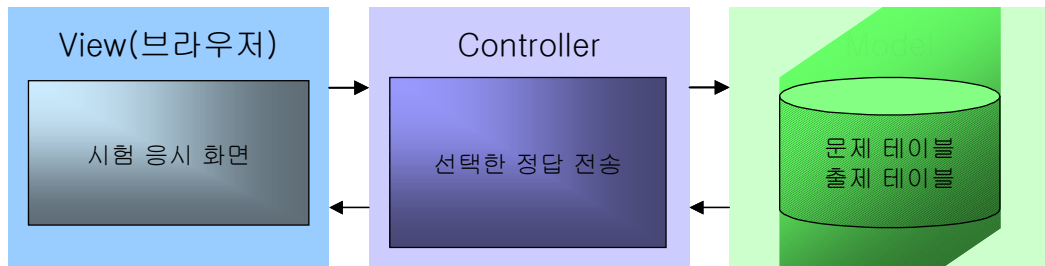 View(브라우저)
Controller
Model
시험 응시 화면
선택한 정답 전송
문제 테이블
출제 테이블